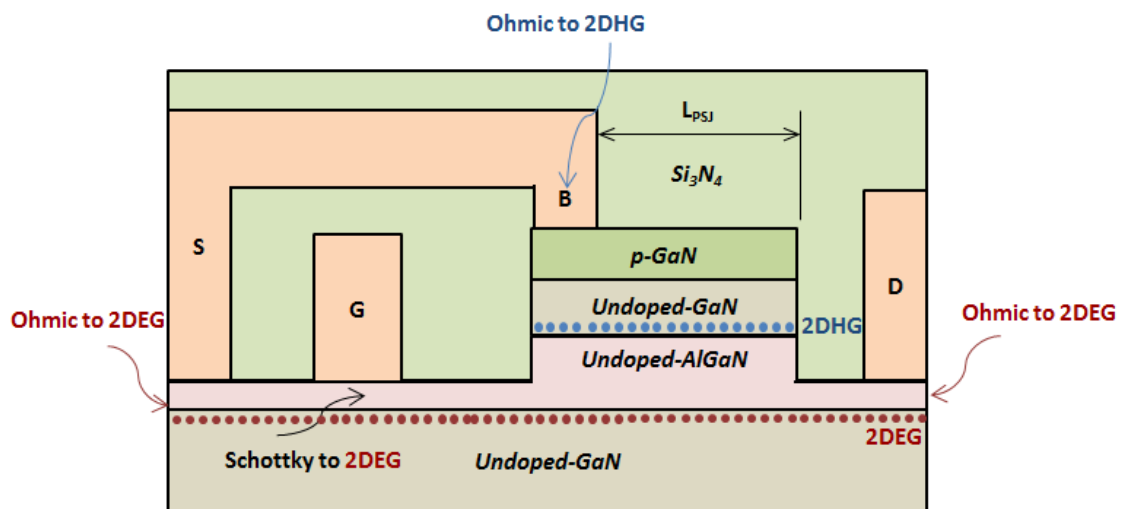 Ohmic to 2DHG
L_PSJ
Si₃N₄
B
S
p-GaN
D
G
Undoped-GaN
Ohmic to 2DEG
Ohmic to 2DEG
2DHG
Undoped-AlGaN
2DEG
Schottky to 2DEG
Undoped-GaN